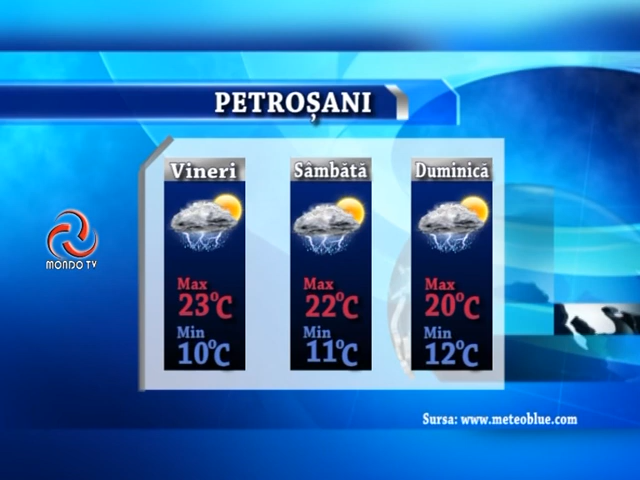 PETROȘANI
Vineri
Max
23°C
Min
10°C
Sâmbătă
Max
22°C
Min
11°C
Duminică
Max
20°C
Min
12°C
MONDO TV
Sursa: www.meteoblue.com